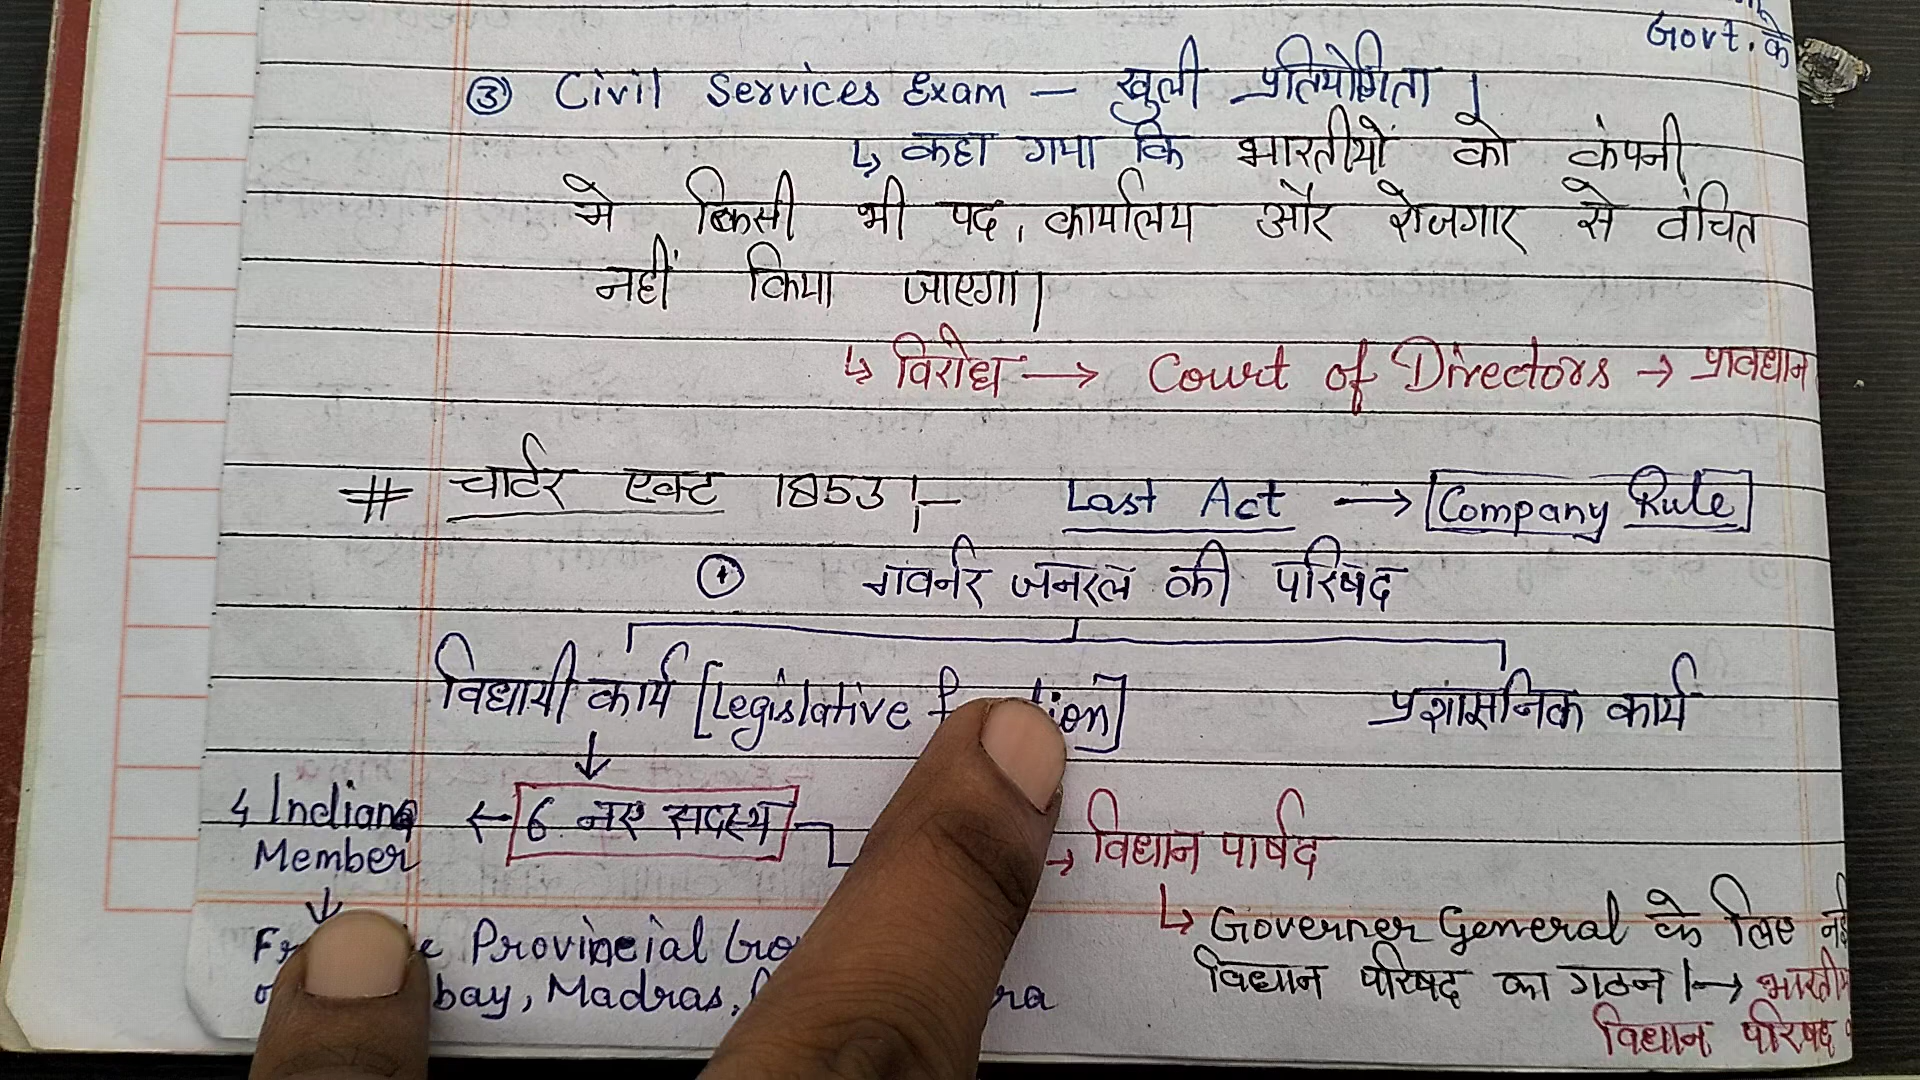 Govt. के
③ Civil Services Exam — खुली प्रतियोगिता ।
↳ कहा गया कि भारतीयों को कंपनी
मे किसी भी पद, कार्यालय और रोजगार से वंचित
नहीं किया जाएगा।
↳ विरोध → Court of Directors → प्रावधान
# चार्टर एक्ट 1853 :- Last Act → Company Rule
① गवर्नर जनरल की परिषद
विधायी कार्य [Legislative प्रशासनिक कार्य
↓
4 Indian ← 6 नए सदस्य
Member → विधान पार्षद
↓
↳ Governer General के लिए नई
Provincial
विधान परिषद का गठन । → भारतीय
Madras,
विधान परिषद